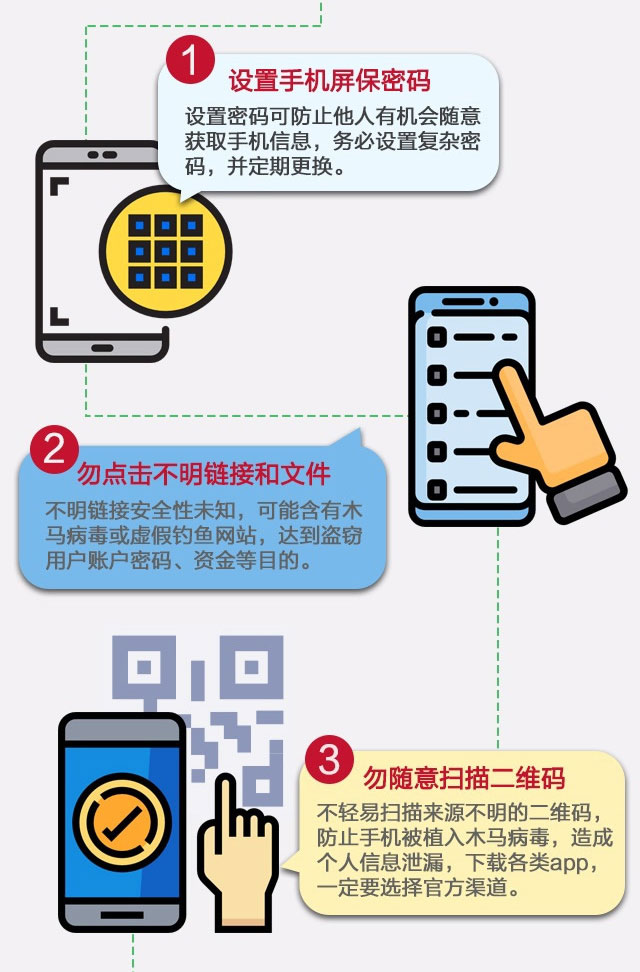 1
设置手机屏保密码
设置密码可防止他人有机会随意
获取手机信息，务必设置复杂密
码，并定期更换。
2
勿点击不明链接和文件
不明链接安全性未知，可能含有木
马病毒或虚假钓鱼网站，达到盗窃
用户账户密码、资金等目的。
3
勿随意扫描二维码
不轻易扫描来源不明的二维码，
防止手机被植入木马病毒，造成
个人信息泄漏，下载各类app，
一定要选择官方渠道。